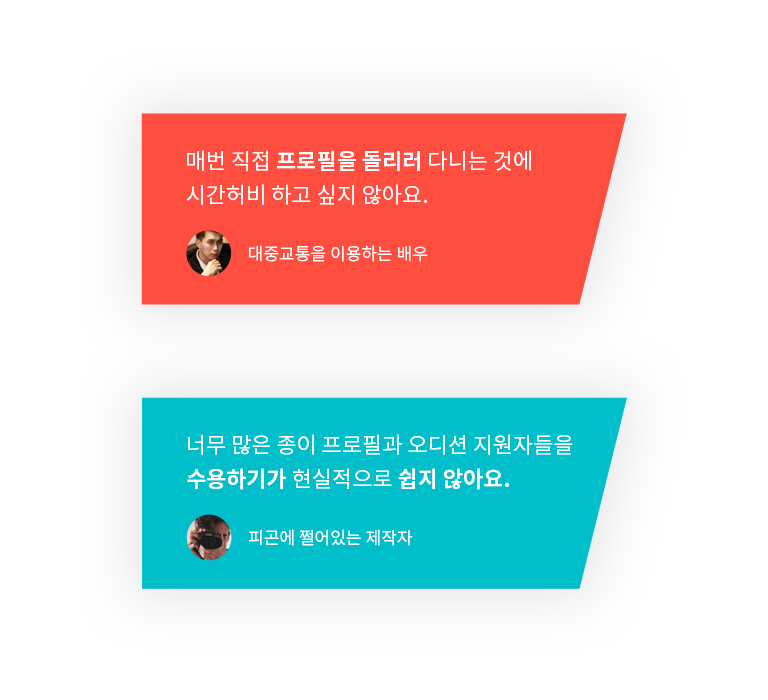 매번 직접 프로필을 돌리러 다니는 것에
시간허비 하고 싶지 않아요.
대중교통을 이용하는 배우
너무 많은 종이 프로필과 오디션 지원자들을
수용하기가 현실적으로 쉽지 않아요.
피곤에 쩔어있는 제작자